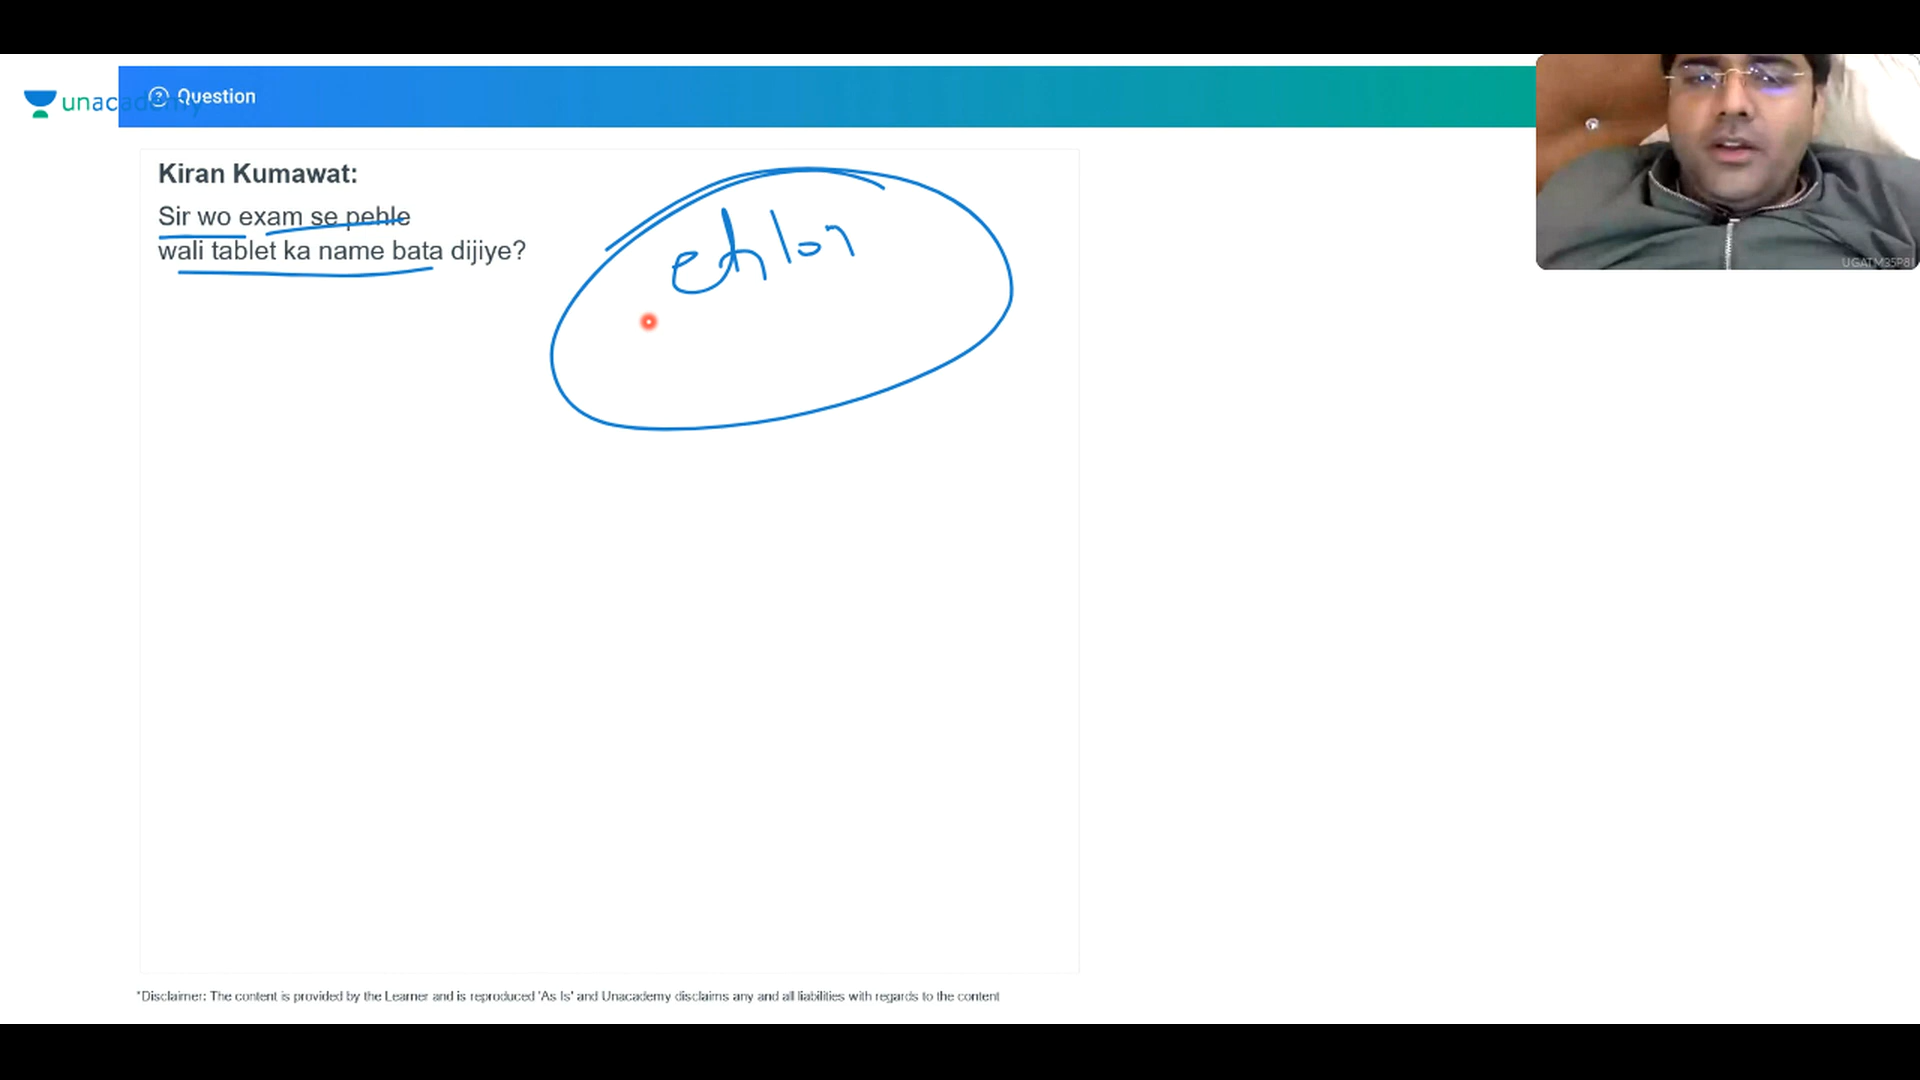 unacademy
Question
Kiran Kumawat:
Sir wo exam se pehle
wali tablet ka name bata dijiye?
UGATM35P81
*Disclaimer: The content is provided by the Learner and is reproduced 'As Is' and Unacademy disclaims any and all liabilities with regards to the content